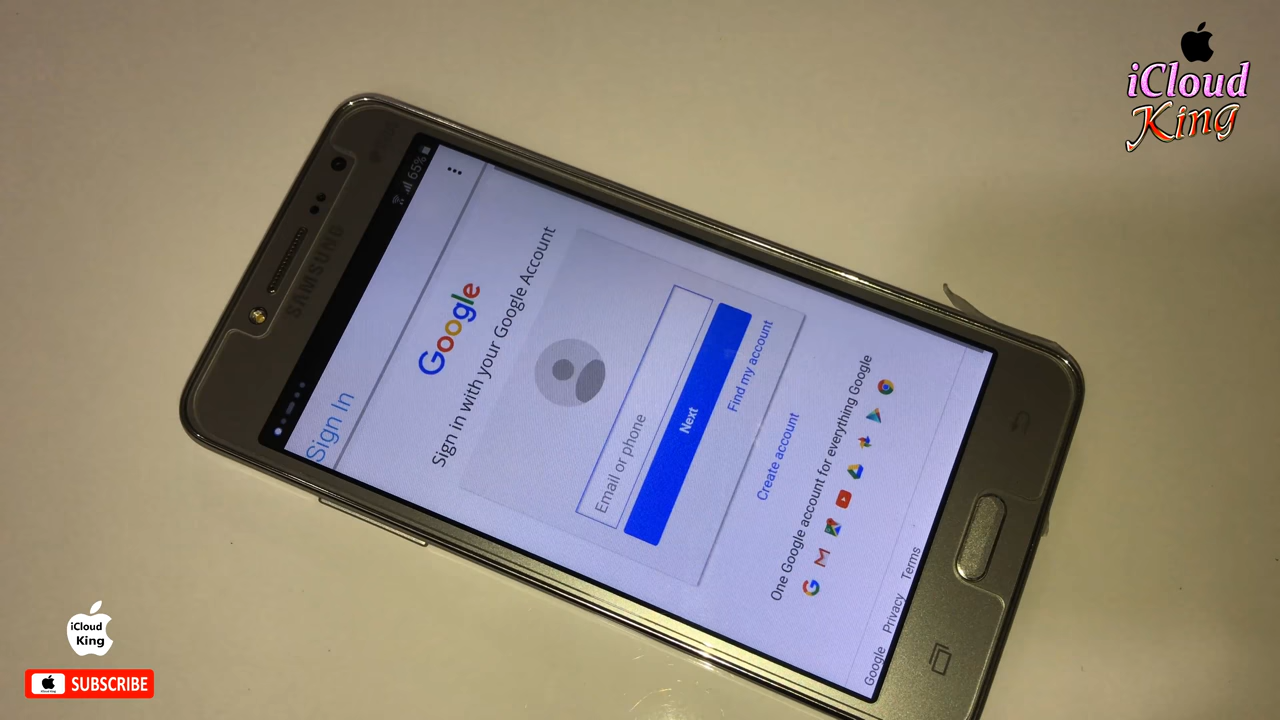 iCloud
King
SAMSUNG
65%
Sign In
Google
Sign in with your Google Account
Email or phone
Next
Find my account
Create account
One Google account for everything Google
Google Privacy Terms
iCloud
King
SUBSCRIBE